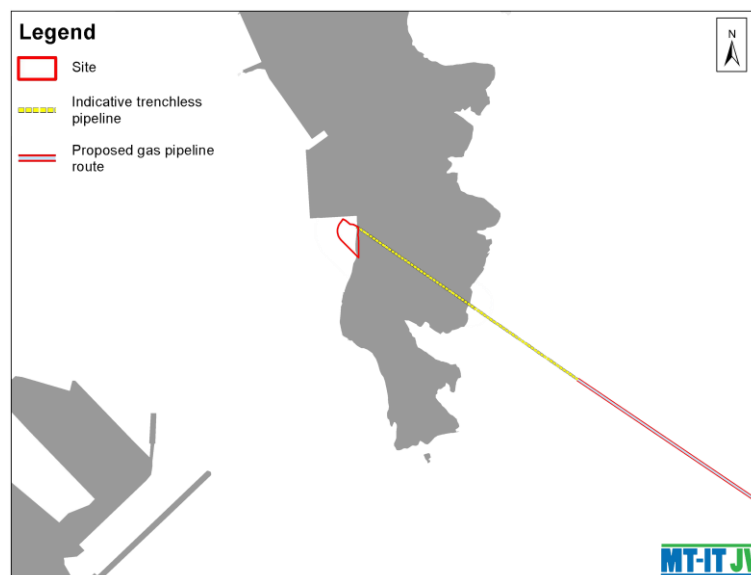 Legend
N
Site
Indicative trenchless
pipeline
Proposed gas pipeline
route
MT-IT JV